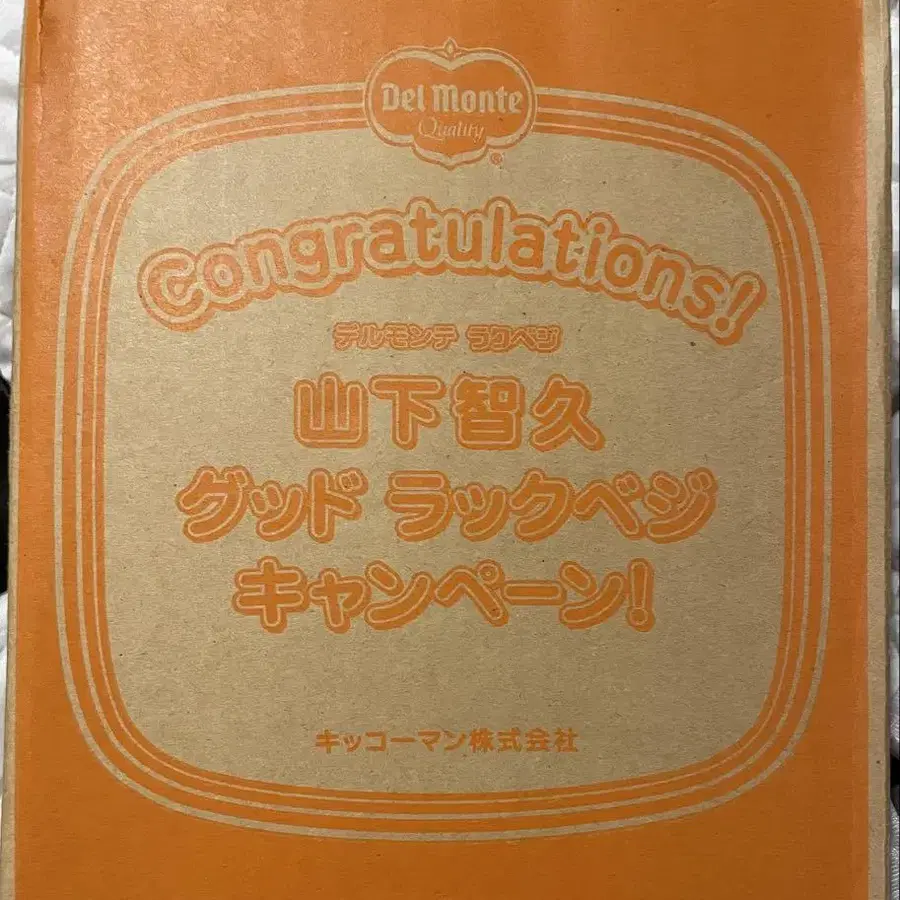 Del Monte
Quality
®
Congratulations!
デルモンテ ラクベジ
山下智久
グッド ラックベジ
キャンペーン!
キッコーマン株式会社